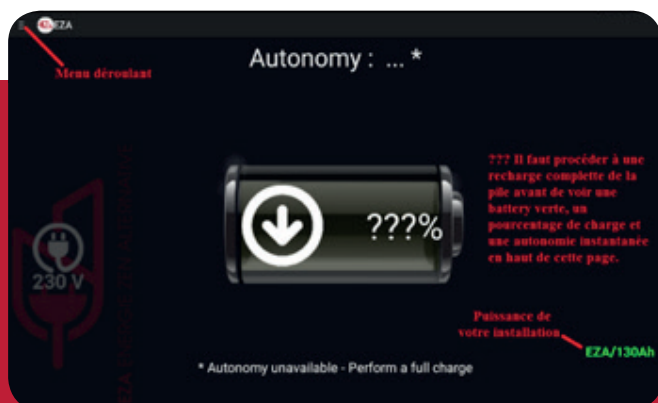 EZA
Menu déroulant
Autonomy : ... *
???%
230 V
??? Il faut procéder à une
recharge complette de la
pile avant de voir une
battery verte, un
pourcentage de charge et
une autonomie instantanée
en haut de cette page.
Puissance de
votre installation
EZA/130Ah
* Autonomy unavailable - Perform a full charge